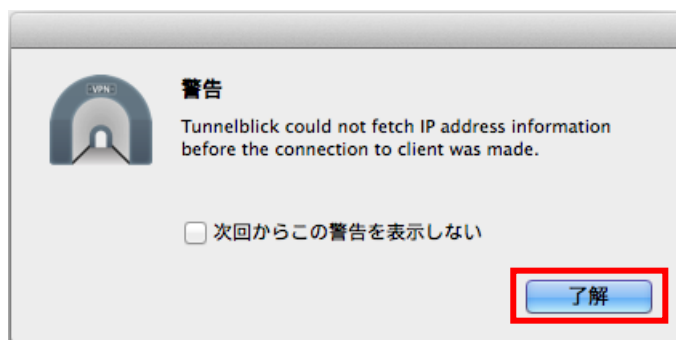 VPN
警告
Tunnelblick could not fetch IP address information
before the connection to client was made.
次回からこの警告を表示しない
了解